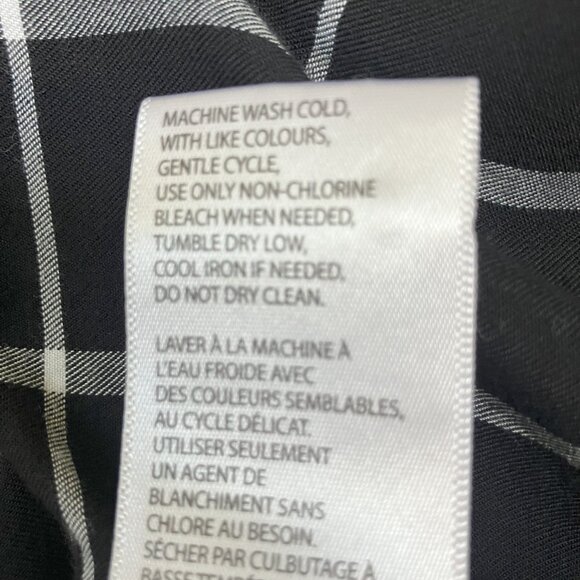 MACHINE WASH COLD,
WITH LIKE COLOURS,
GENTLE CYCLE,
USE ONLY NON-CHLORINE
BLEACH WHEN NEEDED,
TUMBLE DRY LOW,
COOL IRON IF NEEDED,
DO NOT DRY CLEAN.
LAVER À LA MACHINE À
L'EAU FROIDE AVEC
DES COULEURS SEMBLABLES,
AU CYCLE DÉLICAT.
UTILISER SEULEMENT
UN AGENT DE
BLANCHIMENT SANS
CHLORE AU BESOIN.
SÉCHER PAR CULBUTAGE À
BASSE